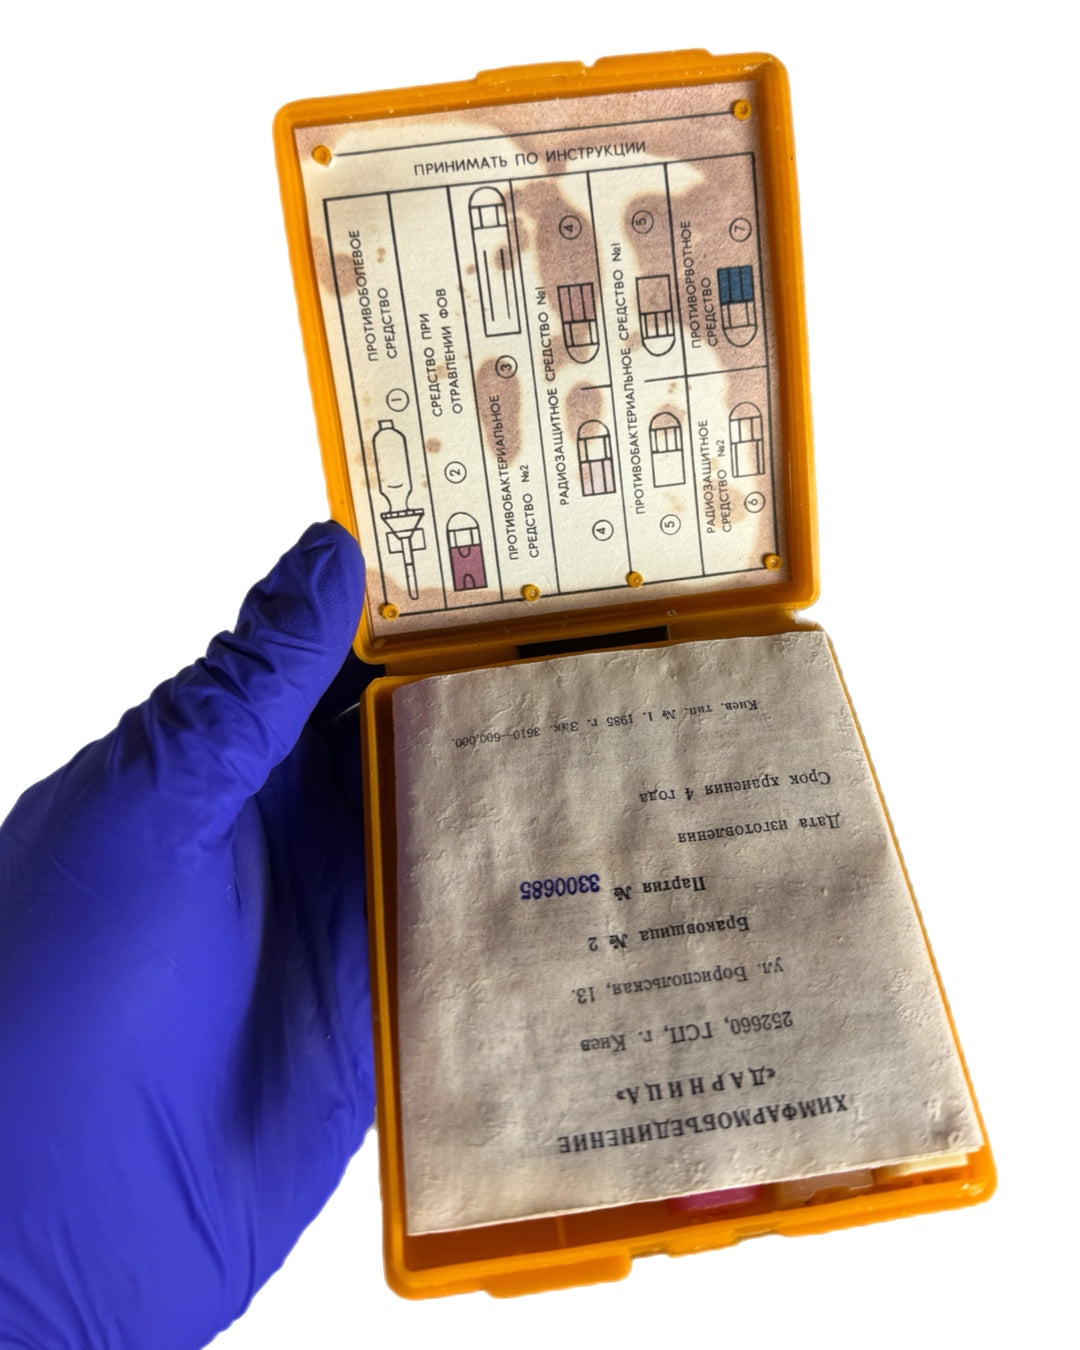 ПРИНИМАТЬ ПО ИНСТРУКЦИИ
ПРОТИВОБОЛЕВОЕ
СРЕДСТВО
1
СРЕДСТВО ПРИ
ОТРАВЛЕНИИ ФОВ
2
ПРОТИВОБАКТЕРИАЛЬНОЕ
СРЕДСТВО №2
3
РАДИОЗАЩИТНОЕ СРЕДСТВО №1
4
4
ПРОТИВОБАКТЕРИАЛЬНОЕ СРЕДСТВО №1
5
5
РАДИОЗАЩИТНОЕ
СРЕДСТВО №2
6
ПРОТИВОРВОТНОЕ
СРЕДСТВО
7
ХИМФАРМОБЪЕДИНЕНИЕ
«ДАРНИЦА»
252660, ГСП, г. Киев
ул. Бориспольская, 13.
Браковщица № 2
Партия № 3300685
Дата изготовления
Срок хранения 4 года
Киев. тип. № 1. 1985 г. Зак. 3610—600,000.